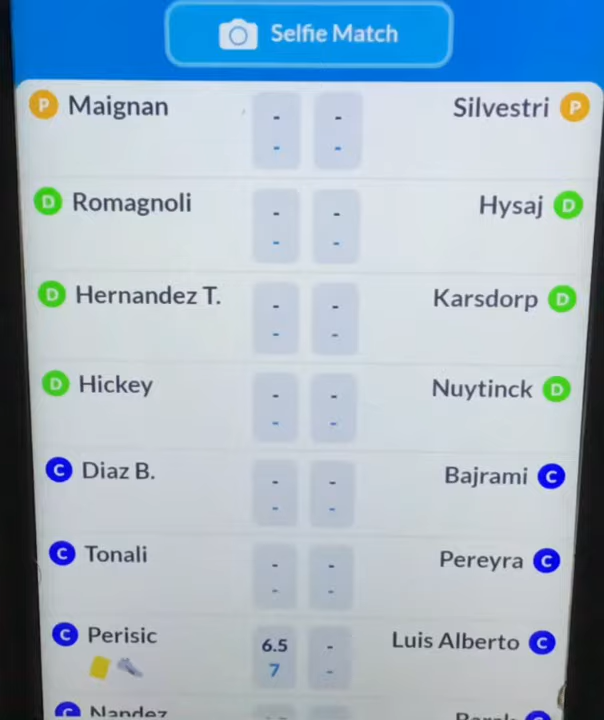 Selfie Match
P Maignan - - Silvestri P
- -
D Romagnoli - - Hysaj D
- -
D Hernandez T. - - Karsdorp D
- -
D Hickey - - Nuytinck D
- -
C Diaz B. - - Bajrami C
- -
C Tonali - - Pereyra C
- -
C Perisic 6.5 - Luis Alberto C
7 -
C Nandez C